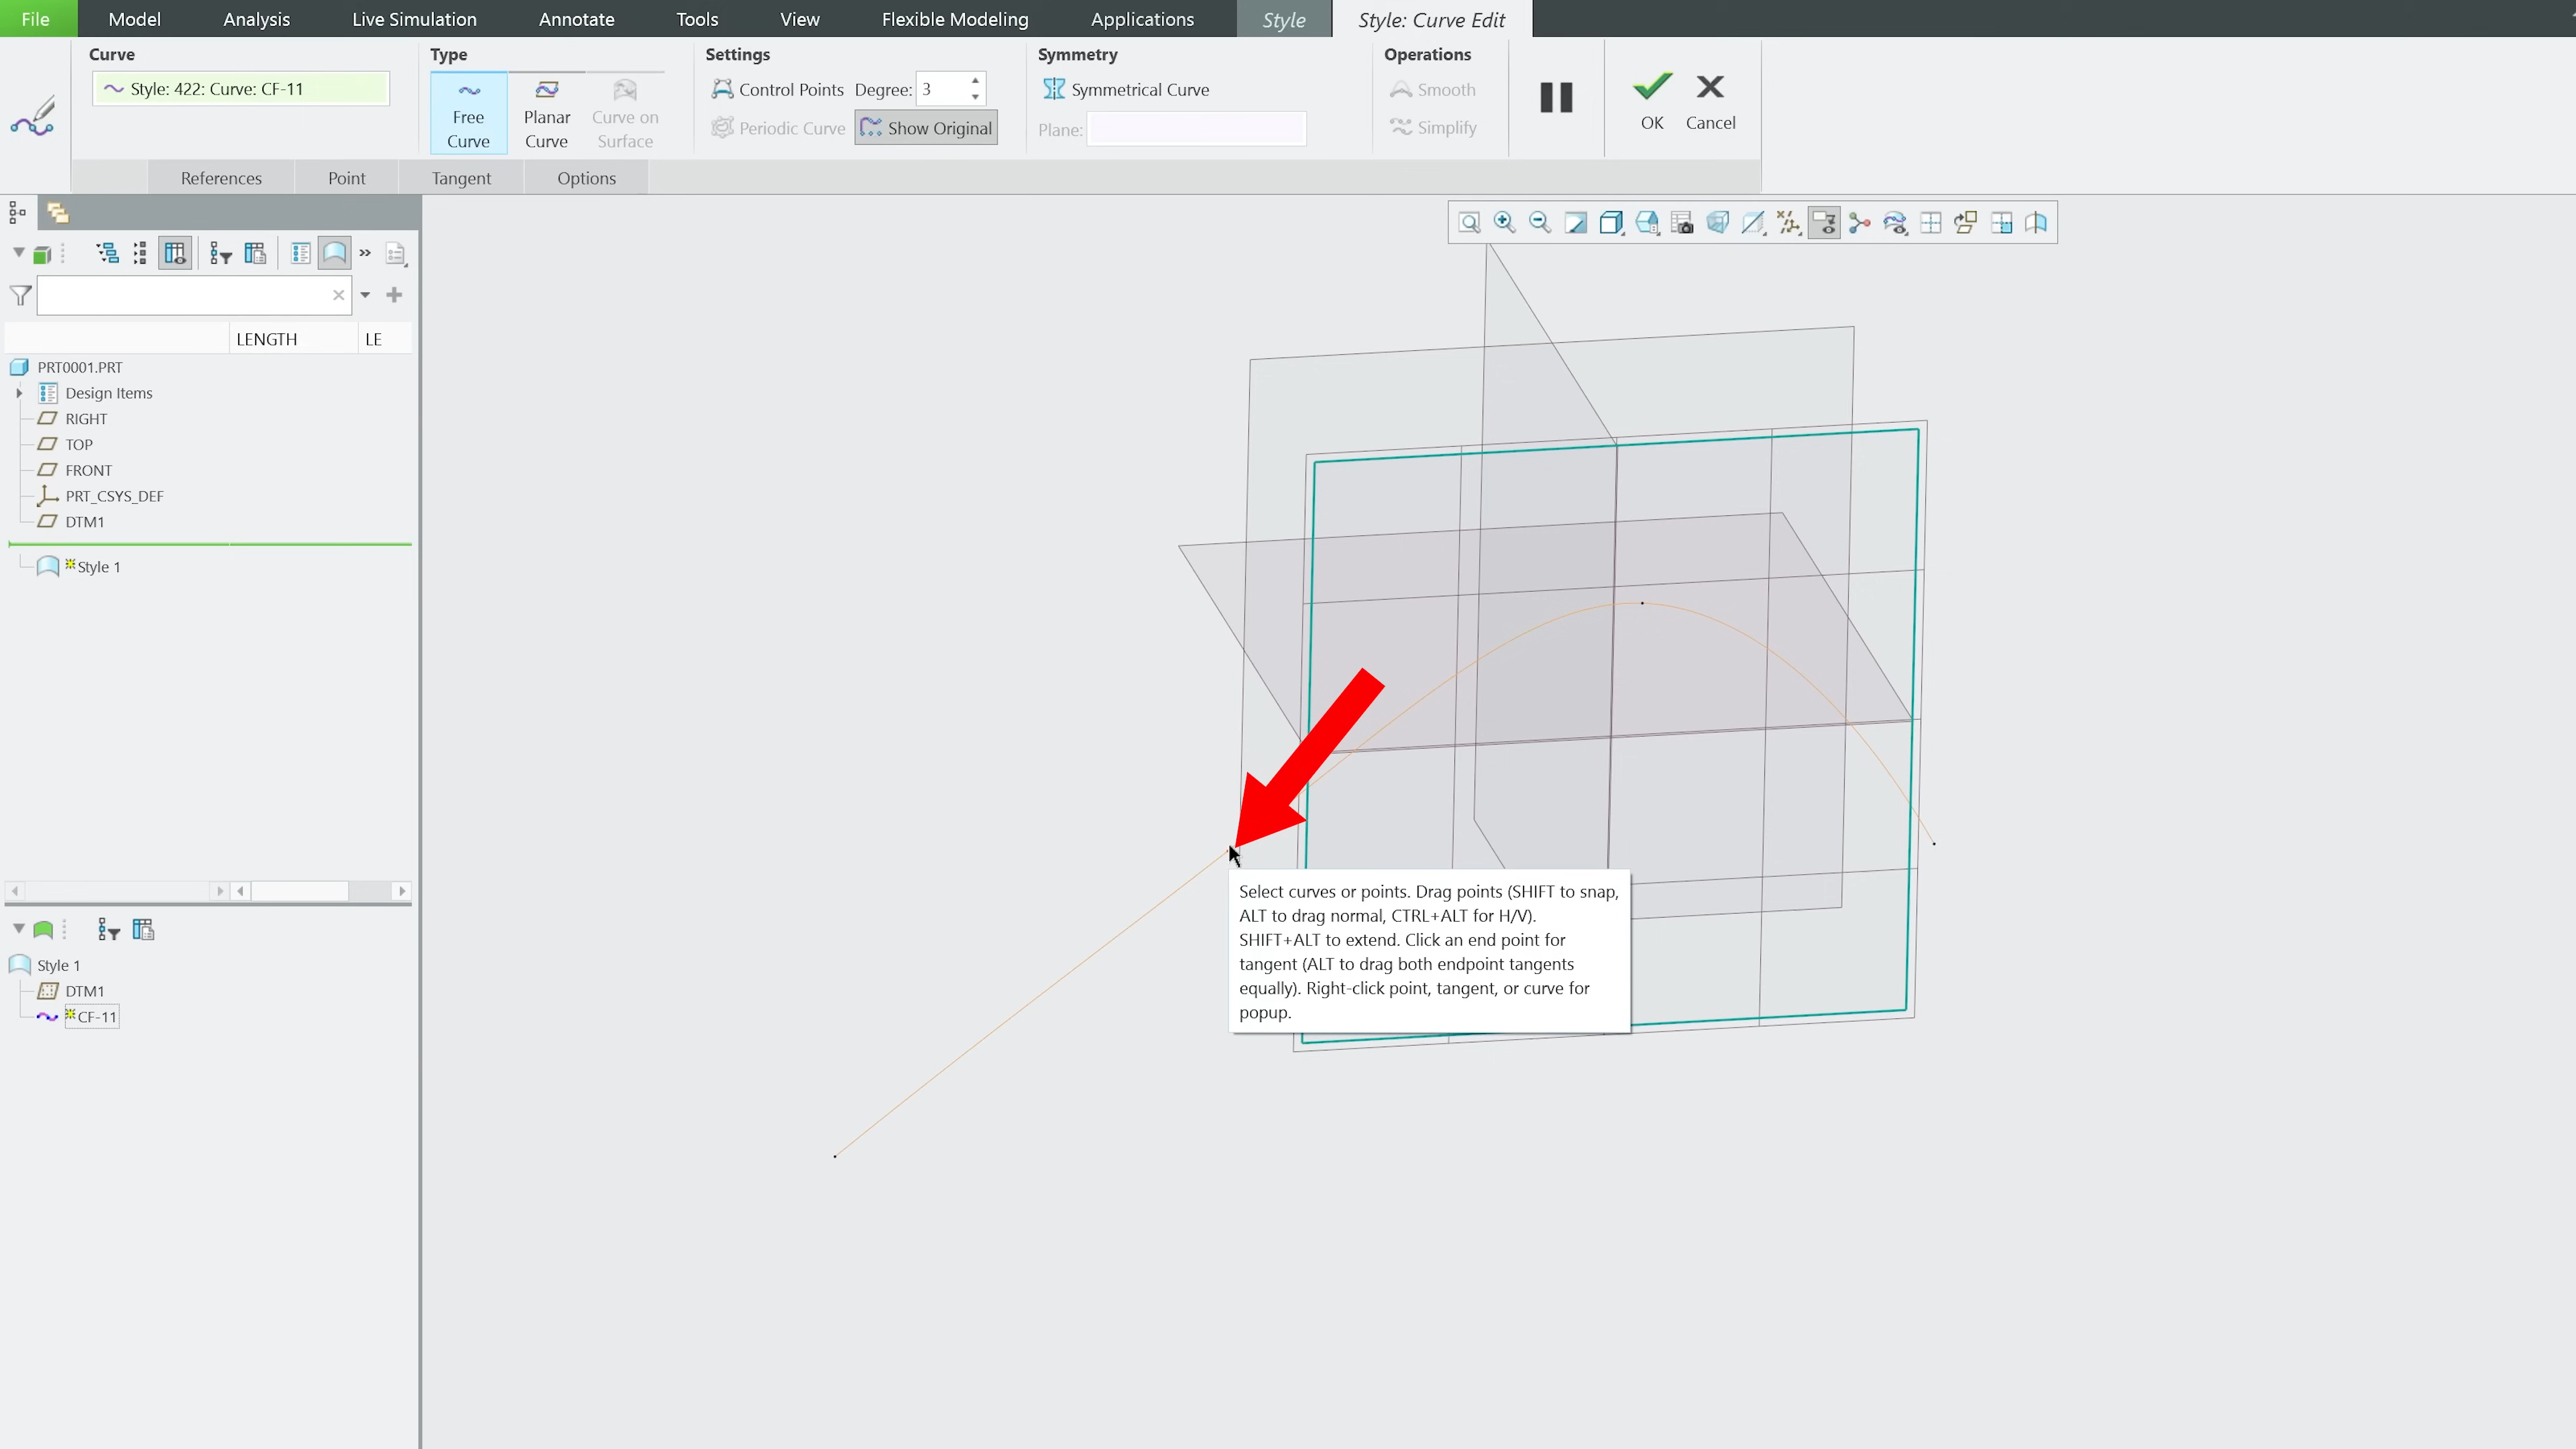 File Model Analysis Live Simulation Annotate Tools View Flexible Modeling Applications Style Style: Curve Edit
Curve Type Settings Symmetry Operations
Style: 422: Curve: CF-11
Free
Curve
Planar
Curve
Curve on
Surface
Control Points Degree: 3
Periodic Curve Show Original
Symmetrical Curve
Plane:
Smooth
Simplify
OK Cancel
References Point Tangent Options
LENGTH LE
PRT0001.PRT
Design Items
RIGHT
TOP
FRONT
PRT_CSYS_DEF
DTM1
Style 1
Style 1
DTM1
CF-11
Select curves or points. Drag points (SHIFT to snap,
ALT to drag normal, CTRL+ALT for H/V).
SHIFT+ALT to extend. Click an end point for
tangent (ALT to drag both endpoint tangents
equally). Right-click point, tangent, or curve for
popup.